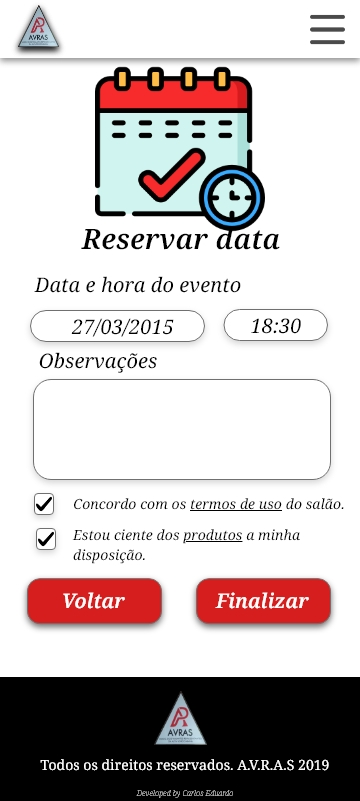 AVRAS
Reservar data
Data e hora do evento
27/03/2015
18:30
Observações
Concordo com os termos de uso do salão.
Estou ciente dos produtos a minha
disposição.
Voltar
Finalizar
AVRAS
Todos os direitos reservados. A.V.R.A.S 2019
Developed by Carlos Eduardo